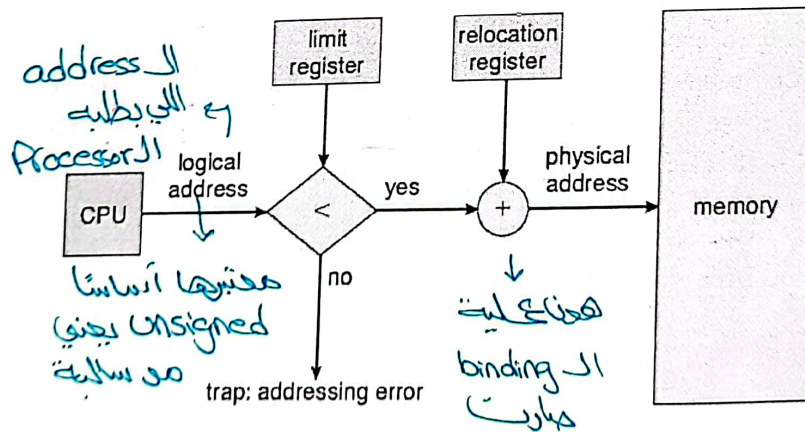 limit
register
relocation
register
الـ address
اللي بطلبه
الـ Processor
logical
address
physical
address
CPU
<
yes
+
memory
no
معتبرها أساسًا
unsigned يعني
مو سالبة
trap: addressing error
هون عملية
الـ binding
صارت